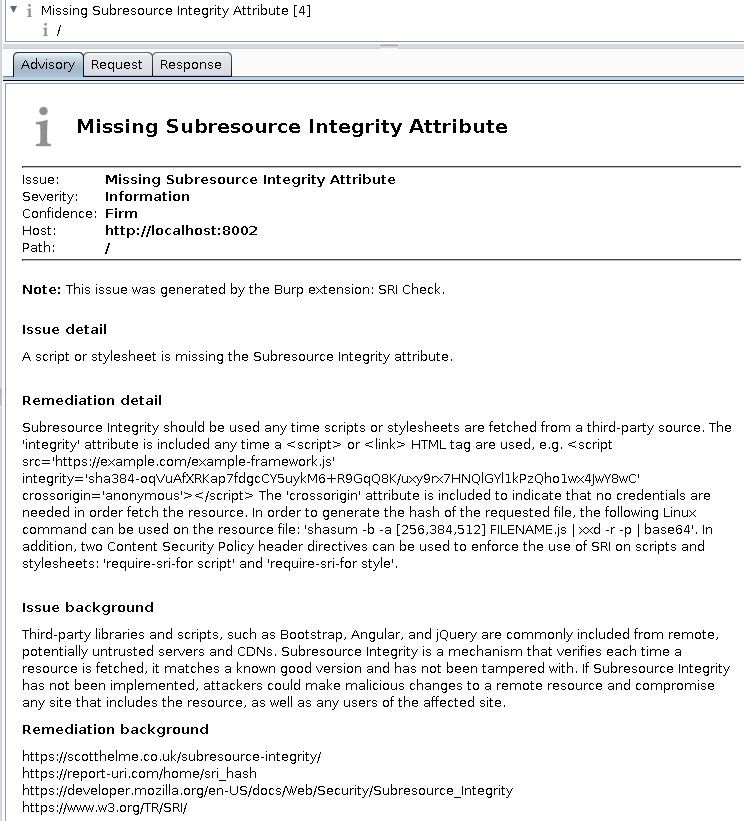 Missing Subresource Integrity Attribute [4]
/
Advisory Request Response
Missing Subresource Integrity Attribute
Issue: Missing Subresource Integrity Attribute
Severity: Information
Confidence: Firm
Host: http://localhost:8002
Path: /
Note: This issue was generated by the Burp extension: SRI Check.
Issue detail
A script or stylesheet is missing the Subresource Integrity attribute.
Remediation detail
Subresource Integrity should be used any time scripts or stylesheets are fetched from a third-party source. The
'integrity' attribute is included any time a <script> or <link> HTML tag are used, e.g. <script
src='https://example.com/example-framework.js'
integrity='sha384-oqVuAfXRKap7fdgcCY5uykM6+R9GqQ8K/uxy9rx7HNQlGYl1kPzQho1wx4JwY8wC'
crossorigin='anonymous'></script> The 'crossorigin' attribute is included to indicate that no credentials are
needed in order fetch the resource. In order to generate the hash of the requested file, the following Linux
command can be used on the resource file: 'shasum -b -a [256,384,512] FILENAME.js | xxd -r -p | base64'. In
addition, two Content Security Policy header directives can be used to enforce the use of SRI on scripts and
stylesheets: 'require-sri-for script' and 'require-sri-for style'.
Issue background
Third-party libraries and scripts, such as Bootstrap, Angular, and jQuery are commonly included from remote,
potentially untrusted servers and CDNs. Subresource Integrity is a mechanism that verifies each time a
resource is fetched, it matches a known good version and has not been tampered with. If Subresource Integrity
has not been implemented, attackers could make malicious changes to a remote resource and compromise
any site that includes the resource, as well as any users of the affected site.
Remediation background
https://scotthelme.co.uk/subresource-integrity/
https://report-uri.com/home/sri_hash
https://developer.mozilla.org/en-US/docs/Web/Security/Subresource_Integrity
https://www.w3.org/TR/SRI/